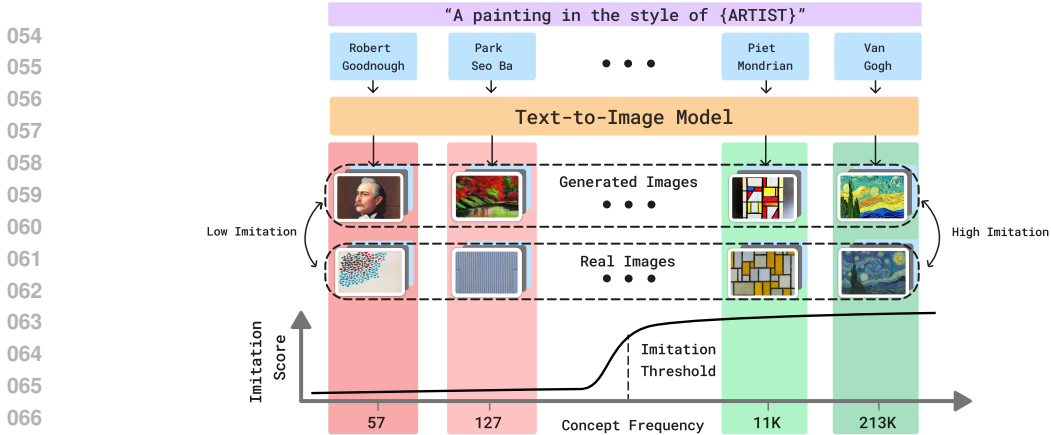 “A painting in the style of {ARTIST}”
054
055
056
057
058
059
060
061
062
063
064
065
066
Robert
Goodnough
Park
Seo Ba
Piet
Mondrian
Van
Gogh
Text-to-Image Model
Generated Images
Low Imitation
High Imitation
Real Images
Imitation
Score
Imitation
Threshold
57
127
Concept Frequency
11K
213K